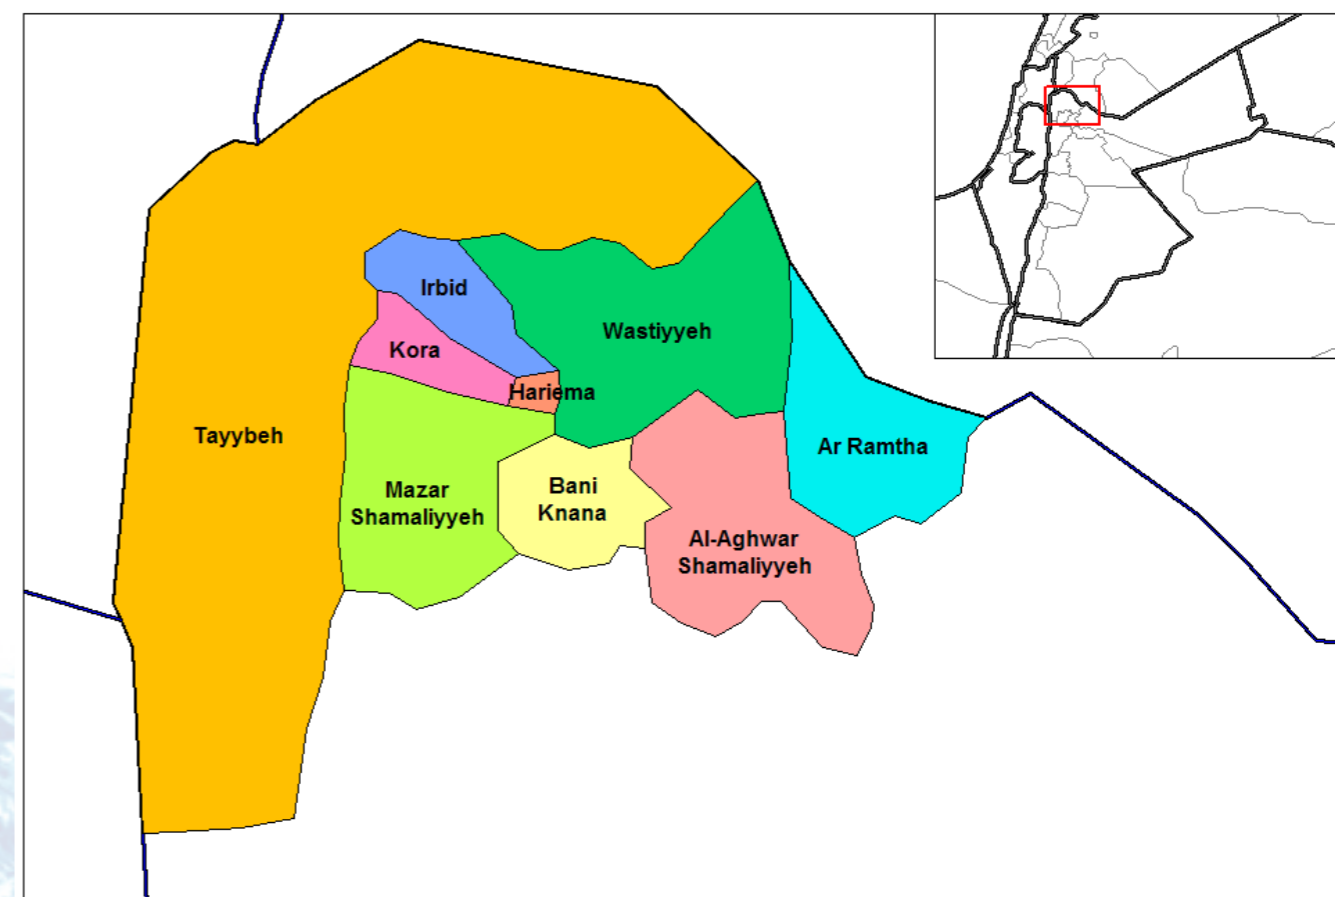 Irbid
Wastiyyeh
Kora
Hariema
Tayybeh
Ar Ramtha
Mazar
Shamaliyyeh
Bani
Knana
Al-Aghwar
Shamaliyyeh